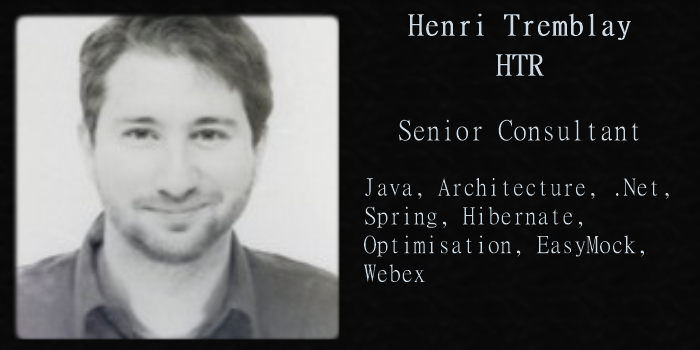 Henri Tremblay
HTR
Senior Consultant
Java, Architecture, .Net,
Spring, Hibernate,
Optimisation, EasyMock,
Webex